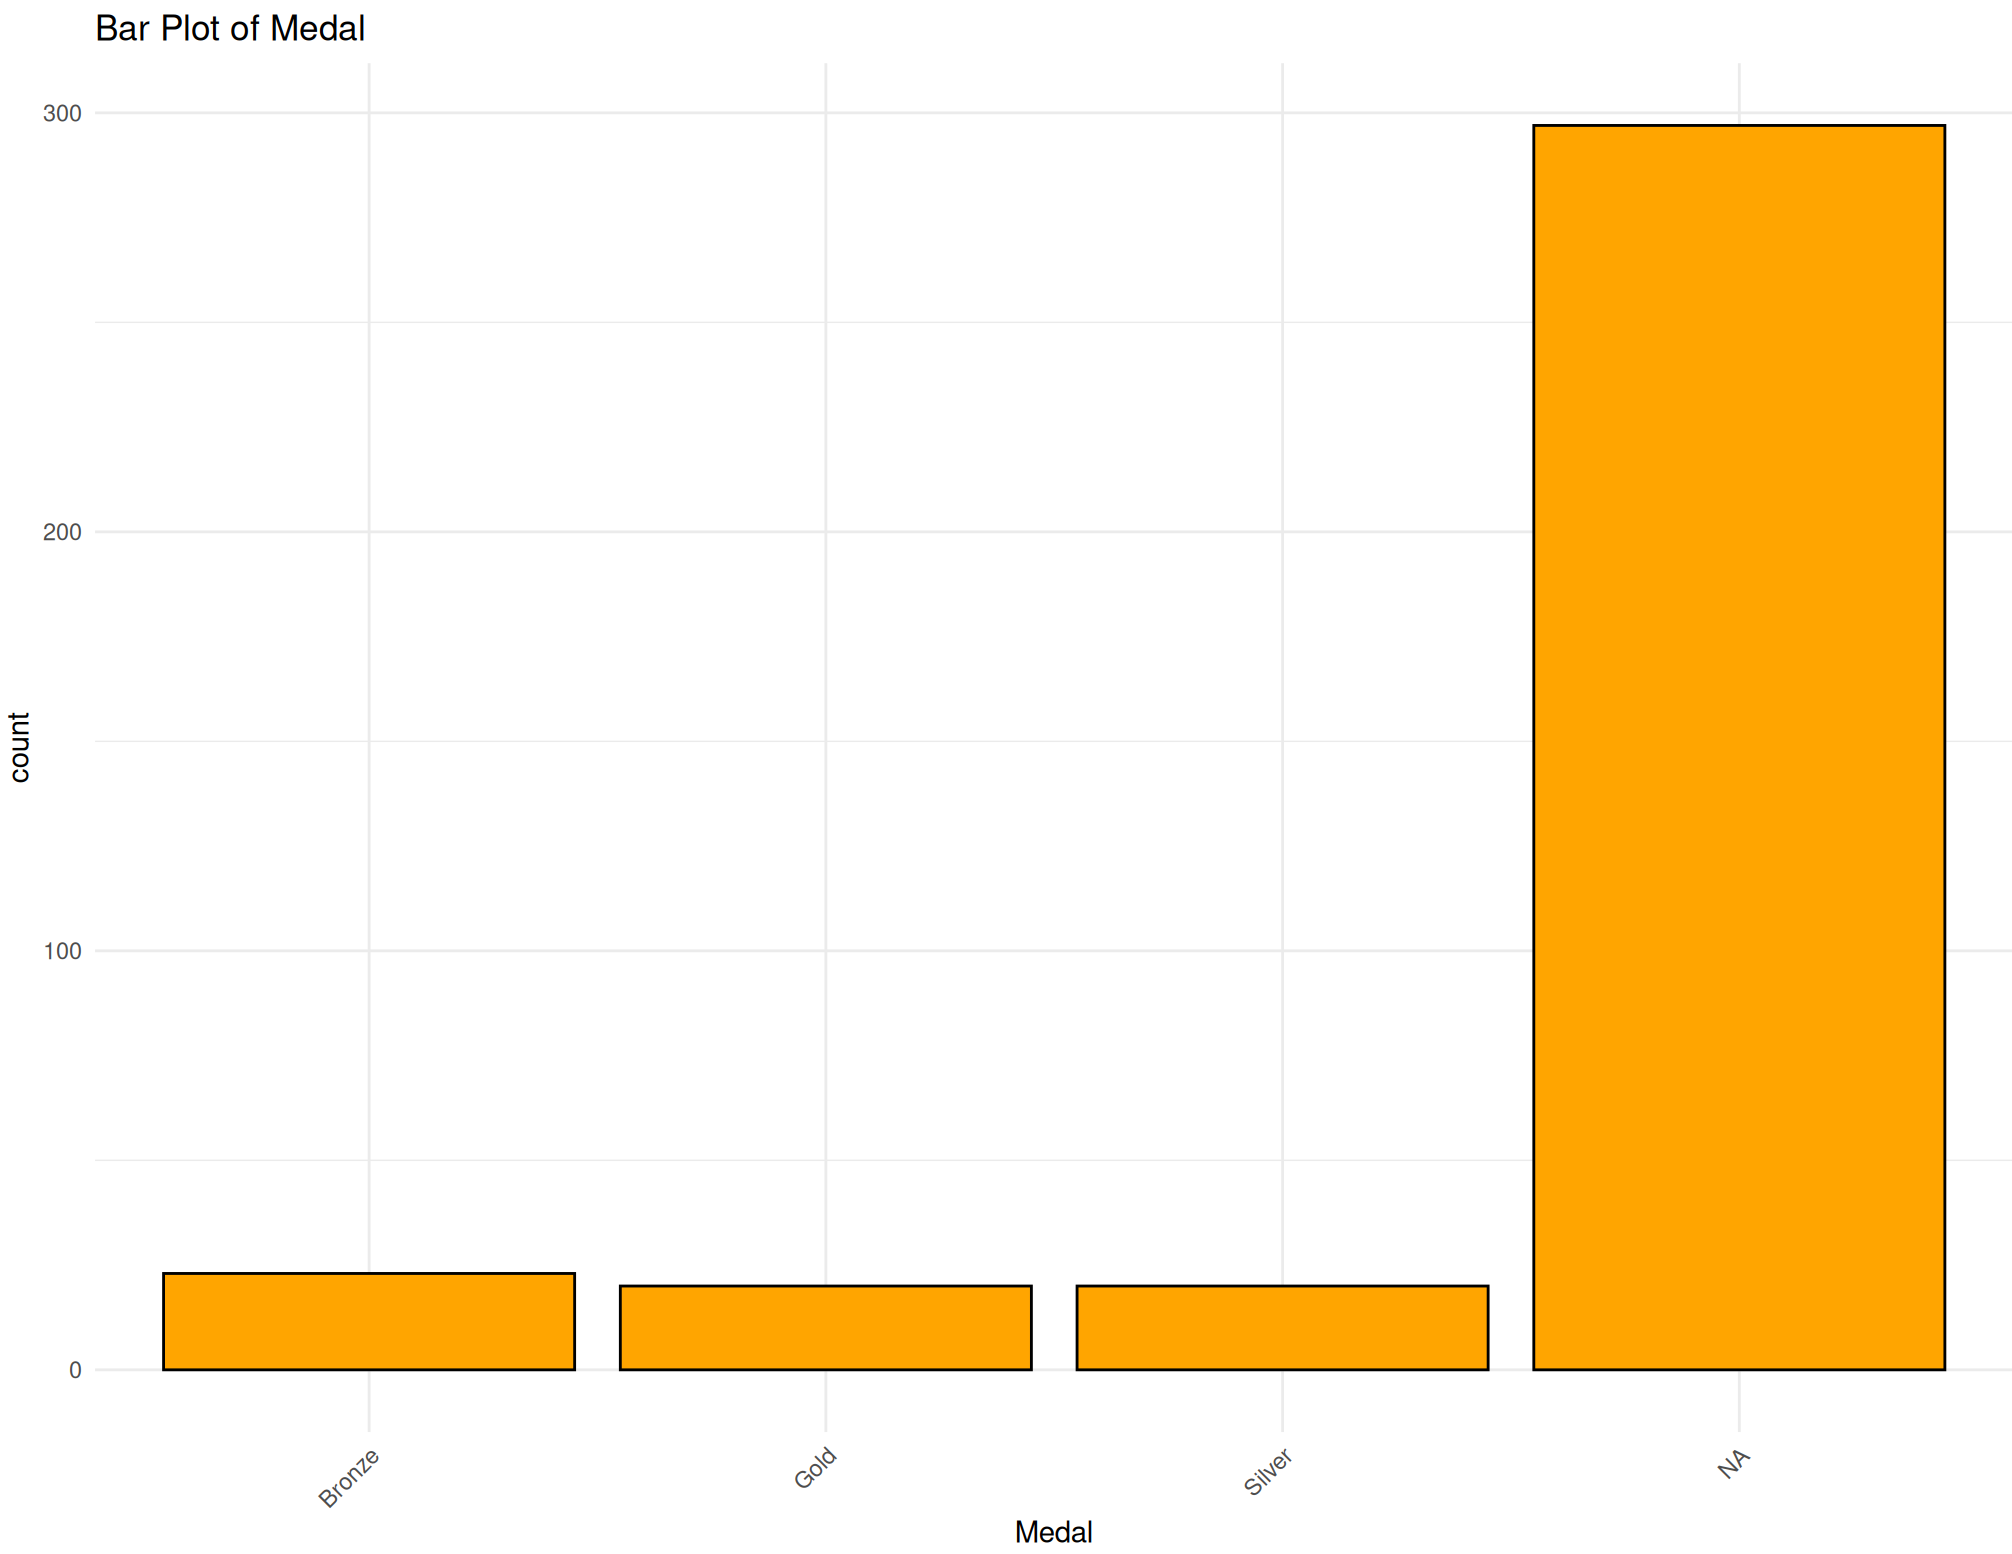 Bar Plot of Medal
300
200
100
0
count
Bronze
Gold
Silver
NA
Medal